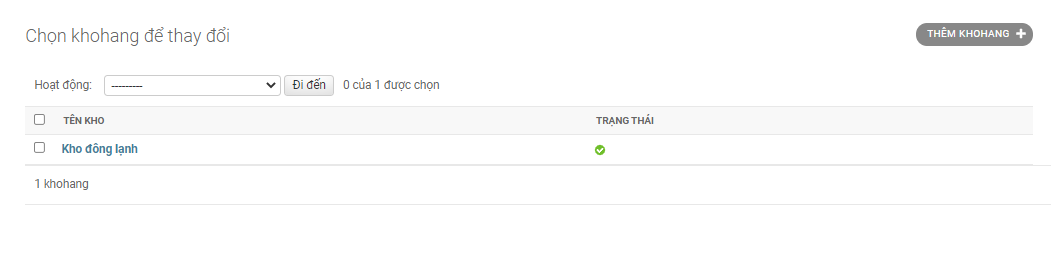 Chọn khohang để thay đổi
THÊM KHOHANG +
Hoạt động: --------- Đi đến 0 của 1 được chọn
TÊN KHO TRẠNG THÁI
Kho đông lạnh
1 khohang